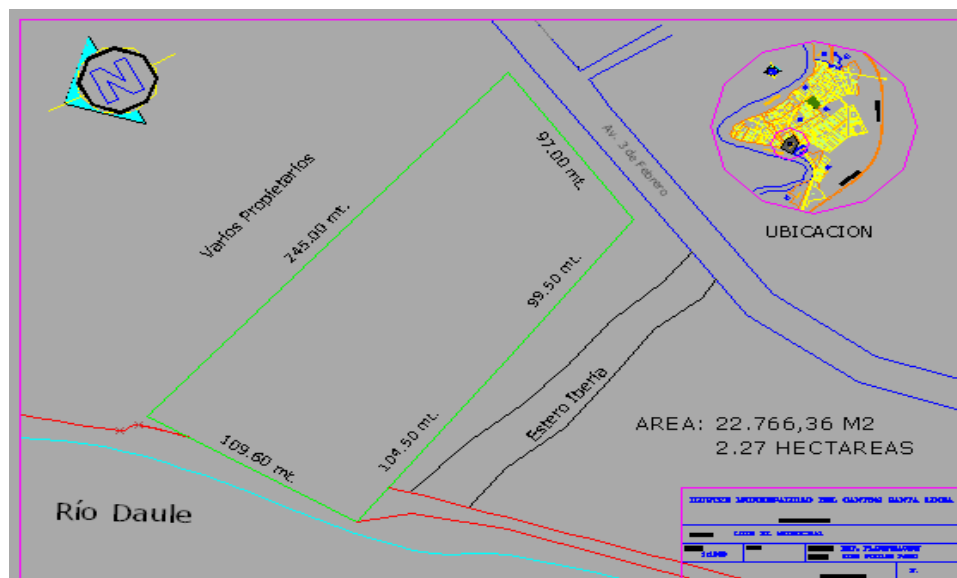 N
Av. 3 de Febrero
97.00 mt.
Varios Propietarios
245.00 mt.
UBICACION
99.50 mt.
Estero Iberia
AREA: 22.766,36 M2
2.27 HECTAREAS
104.50 mt.
109.60 mt.
Río Daule